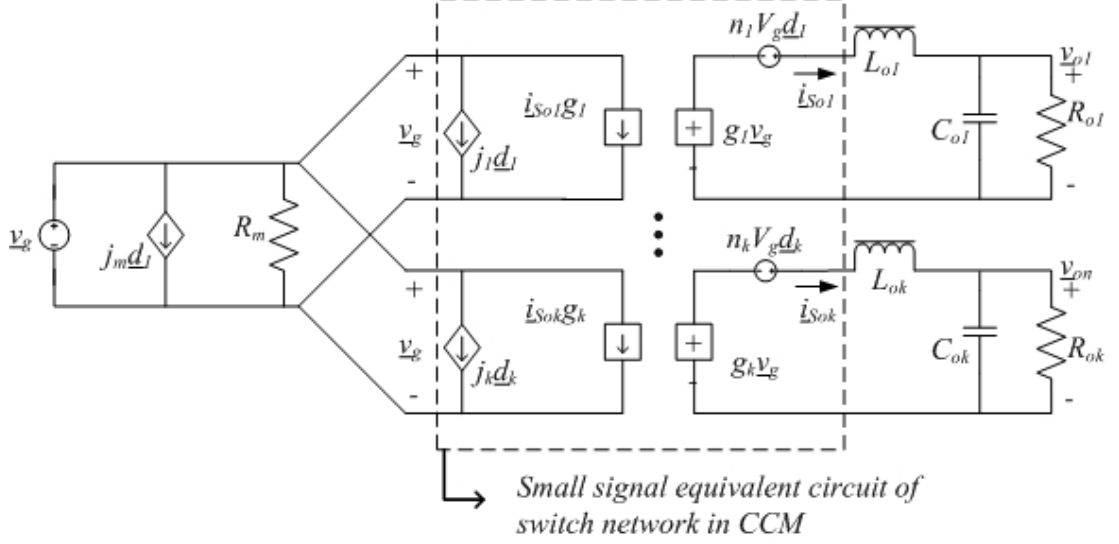 n1Vgd1
Lo1
vo1
+
+
iSo1
iSo1g1
Ro1
vg
j1d1
+
g1vg
Co1
-
-
-
vg
jmd1
Rm
nkVgdk
Lok
von
+
+
iSok
iSokgk
Rok
vg
jkdk
+
gkvg
Cok
-
-
-
Small signal equivalent circuit of
switch network in CCM